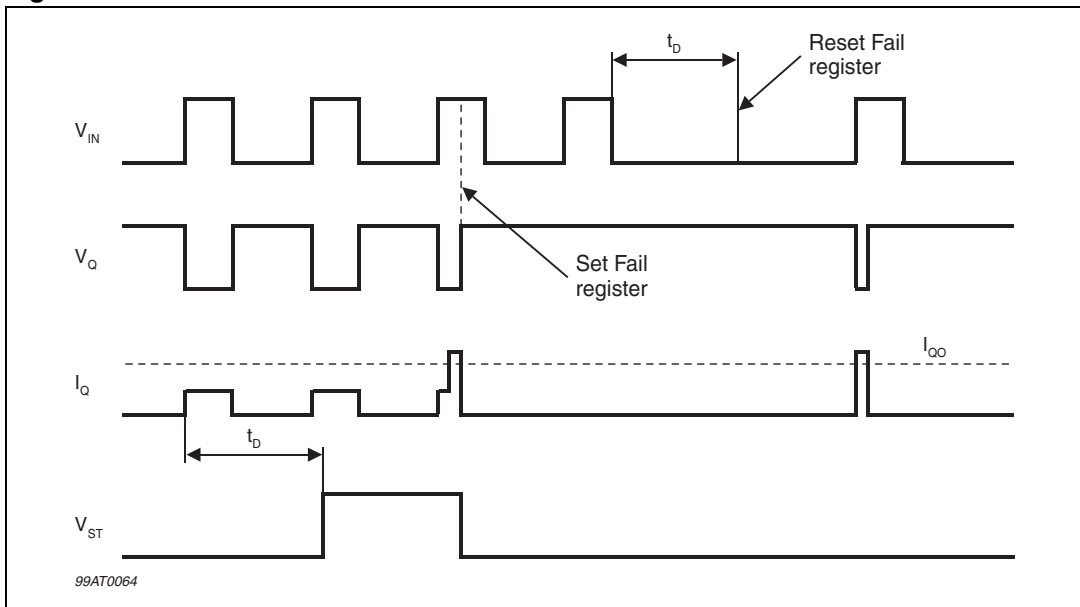 t_D
Reset Fail
register
V_IN
V_Q
Set Fail
register
I_QO
I_Q
t_D
V_ST
99AT0064